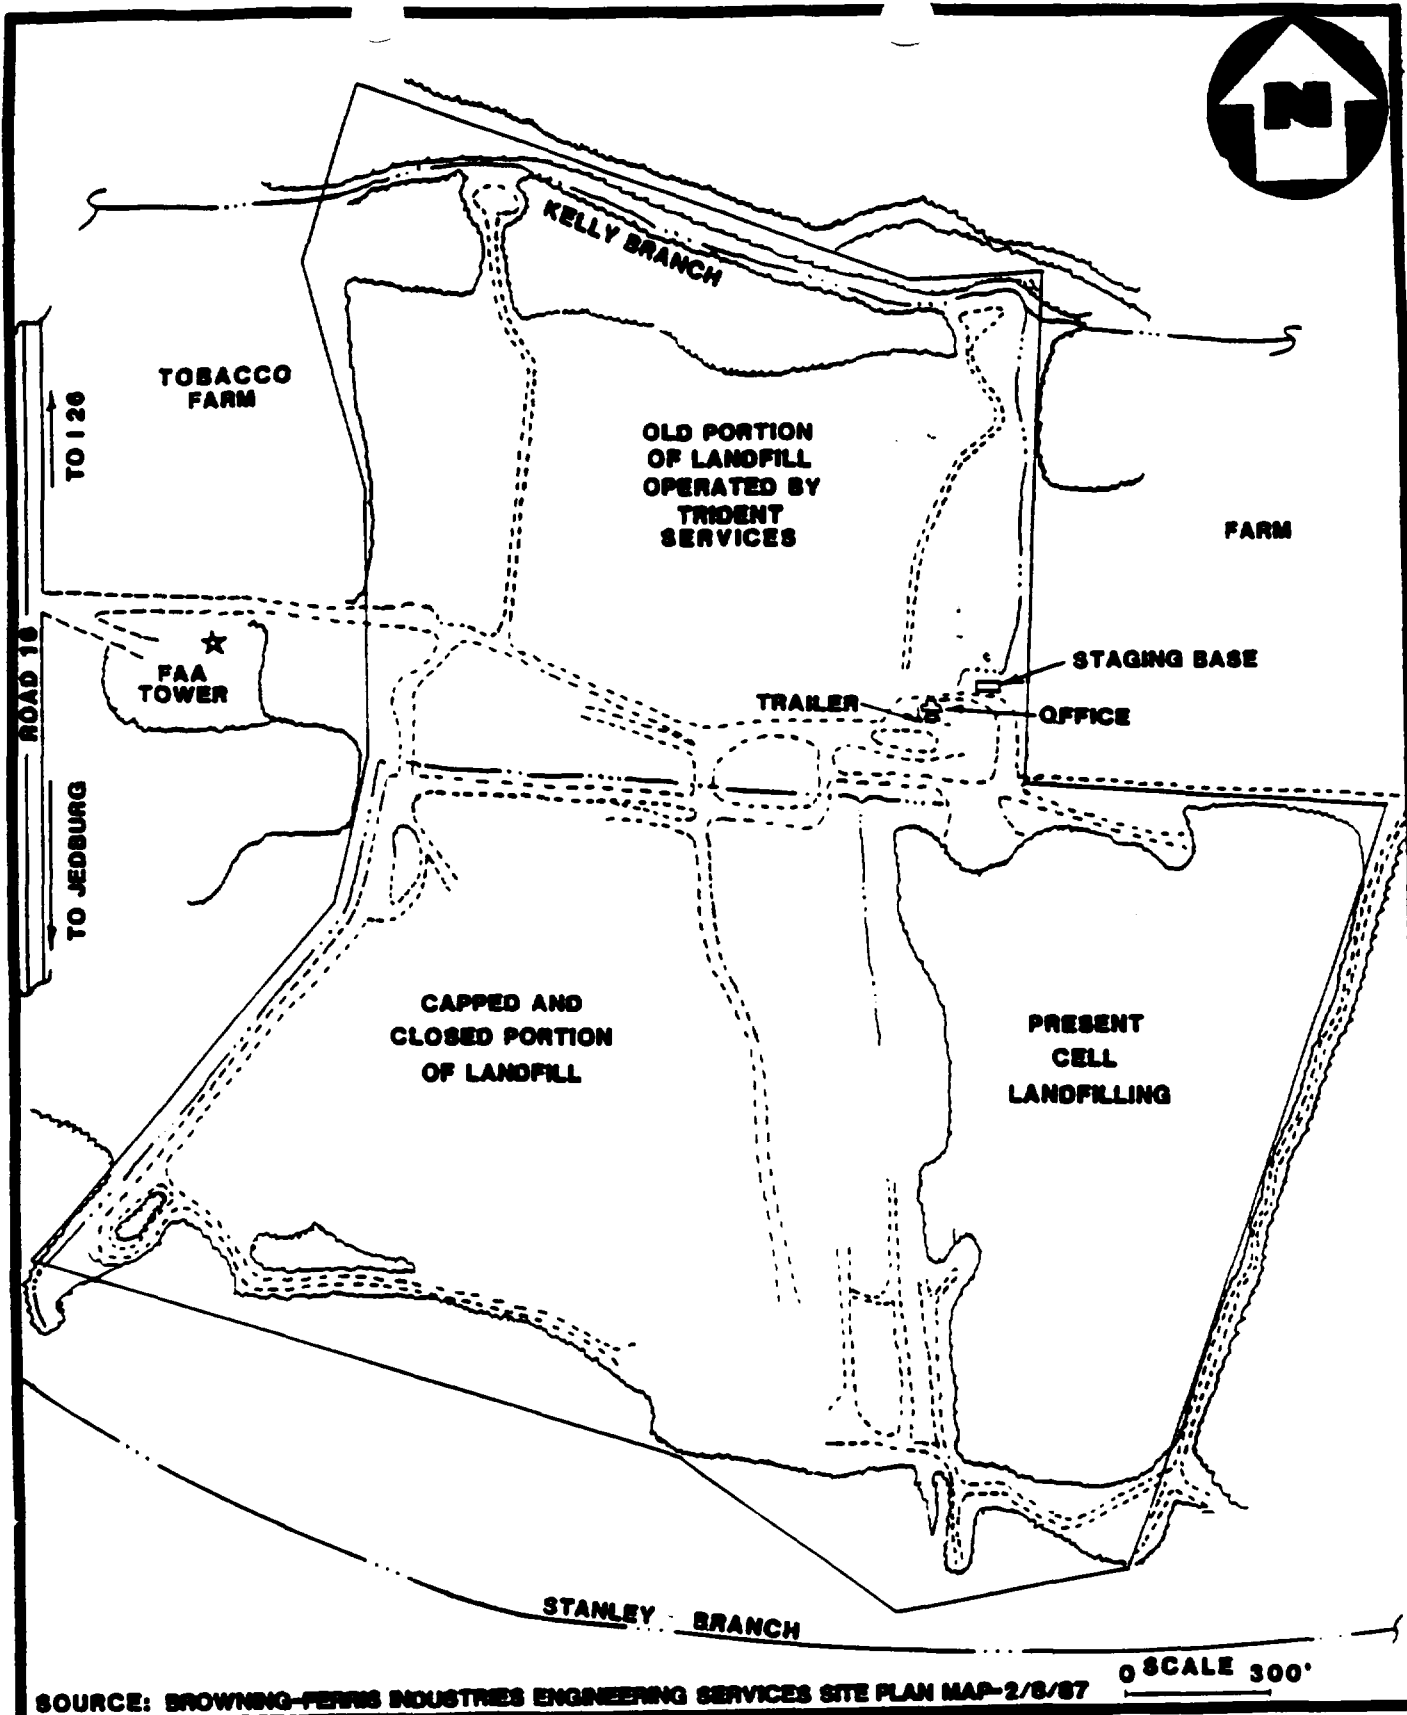 N
KELLY BRANCH
TOBACCO
FARM
TO I 26
OLD PORTION
OF LANDFILL
OPERATED BY
TRIDENT
SERVICES
FARM
STAGING BASE
FAA
TOWER
ROAD 16
TRAILER
OFFICE
TO JEDBURG
CAPPED AND
CLOSED PORTION
OF LANDFILL
PRESENT
CELL
LANDFILLING
STANLEY BRANCH
0 SCALE 300'
SOURCE: BROWNING-FERRIS INDUSTRIES ENGINEERING SERVICES SITE PLAN MAP-2/6/87